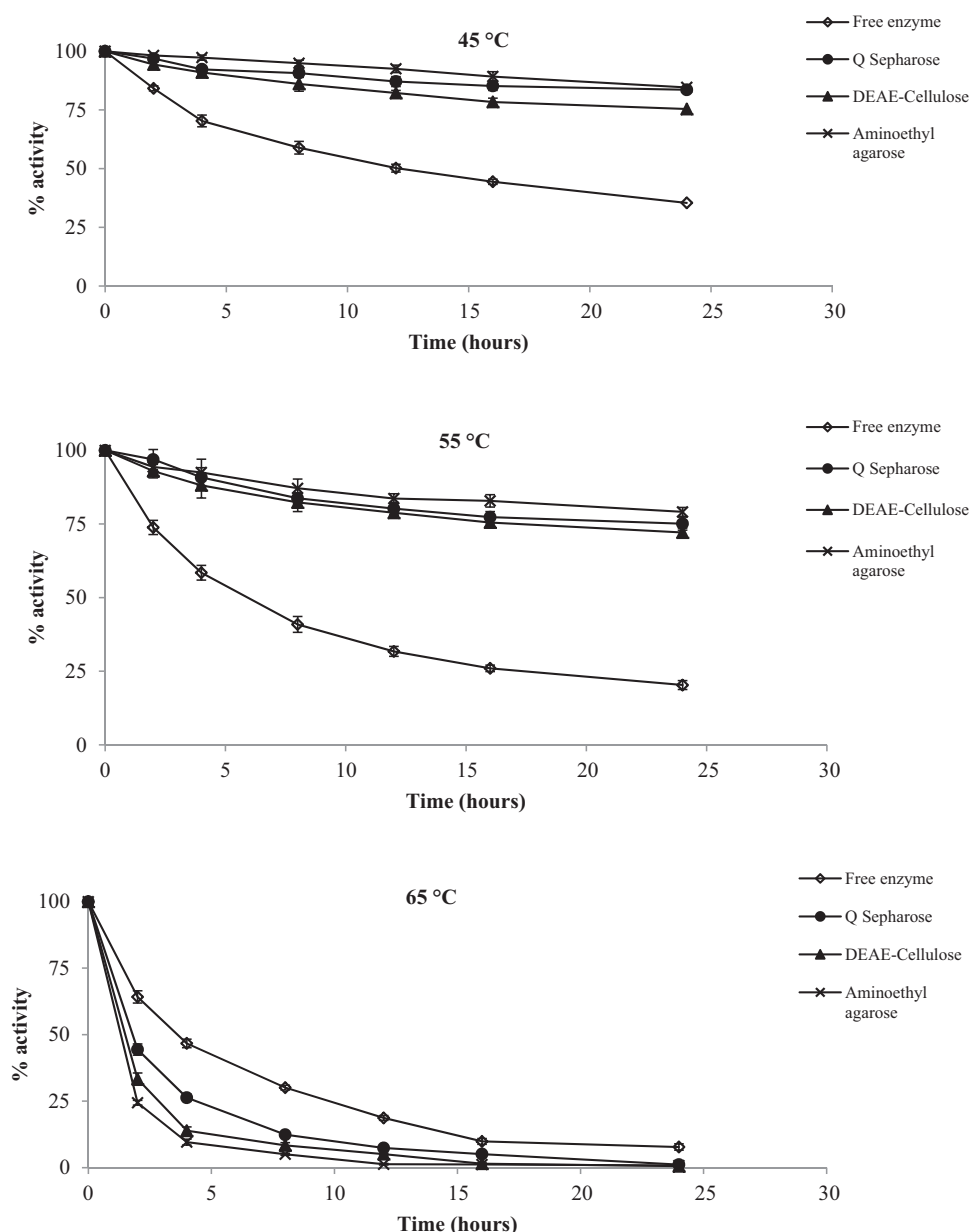 45 °C
Free enzyme
Q Sepharose
DEAE-Cellulose
Aminoethyl
agarose
100
75
50
25
0
% activity
0 5 10 15 20 25 30
Time (hours)
55 °C
Free enzyme
Q Sepharose
DEAE-Cellulose
Aminoethyl
agarose
100
75
50
25
0
% activity
0 5 10 15 20 25 30
Time (hours)
65 °C
Free enzyme
Q Sepharose
DEAE-Cellulose
Aminoethyl
agarose
100
75
50
25
0
% activity
0 5 10 15 20 25 30
Time (hours)